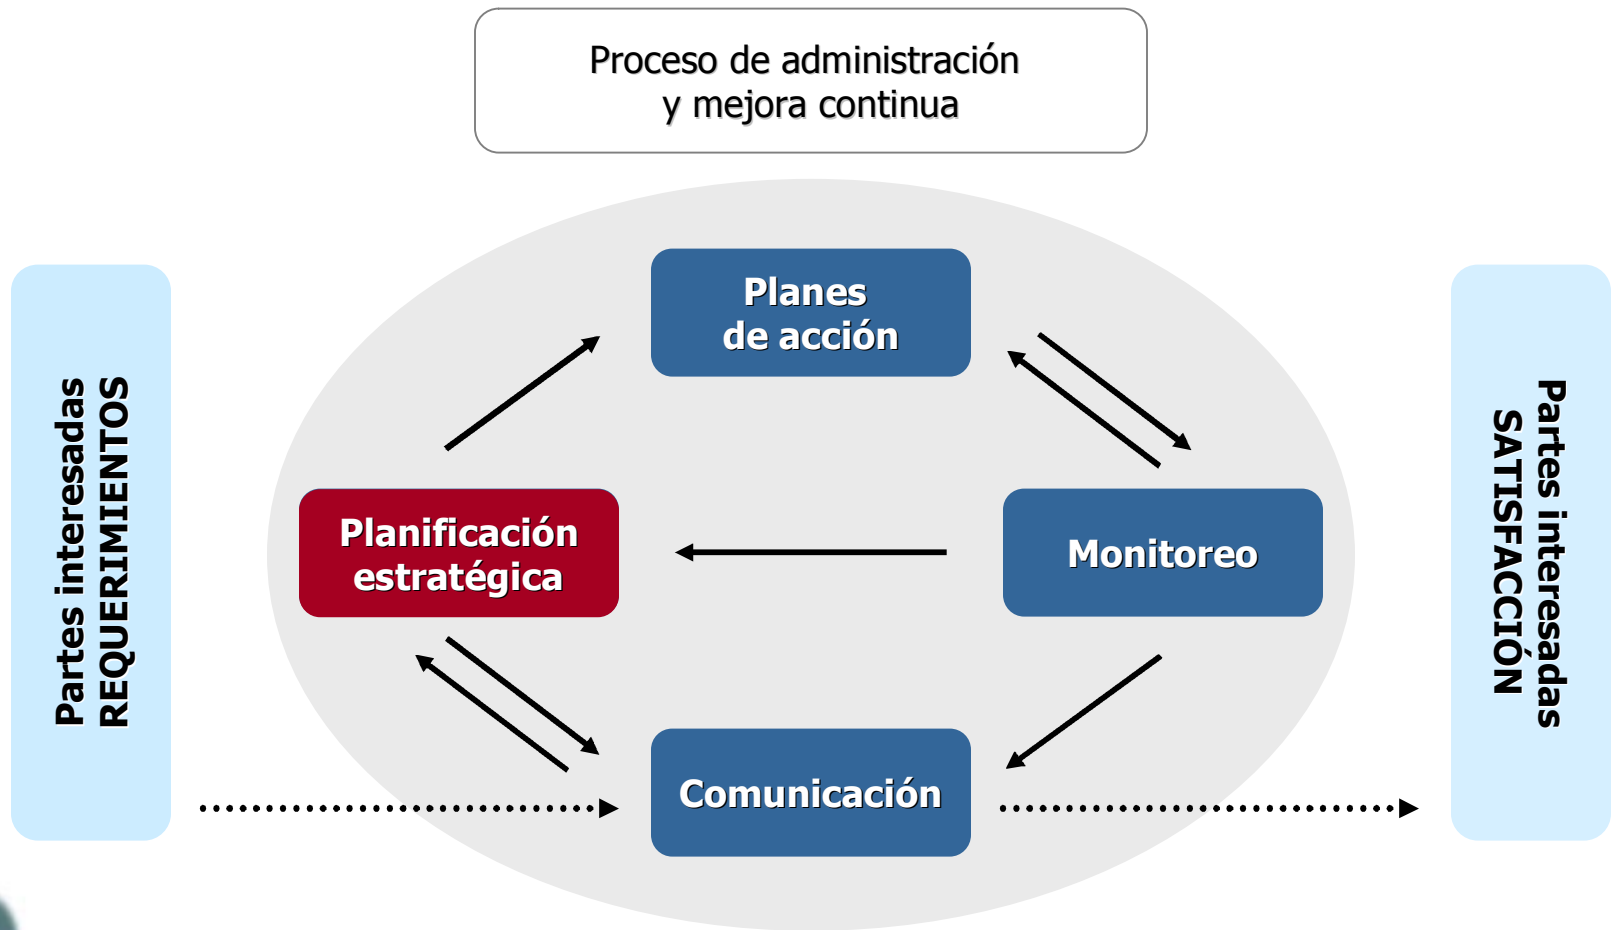 Proceso de administración
y mejora continua
Planes
de acción
Partes interesadas
REQUERIMIENTOS
Planificación
estratégica
Monitoreo
Partes interesadas
SATISFACCIÓN
Comunicación